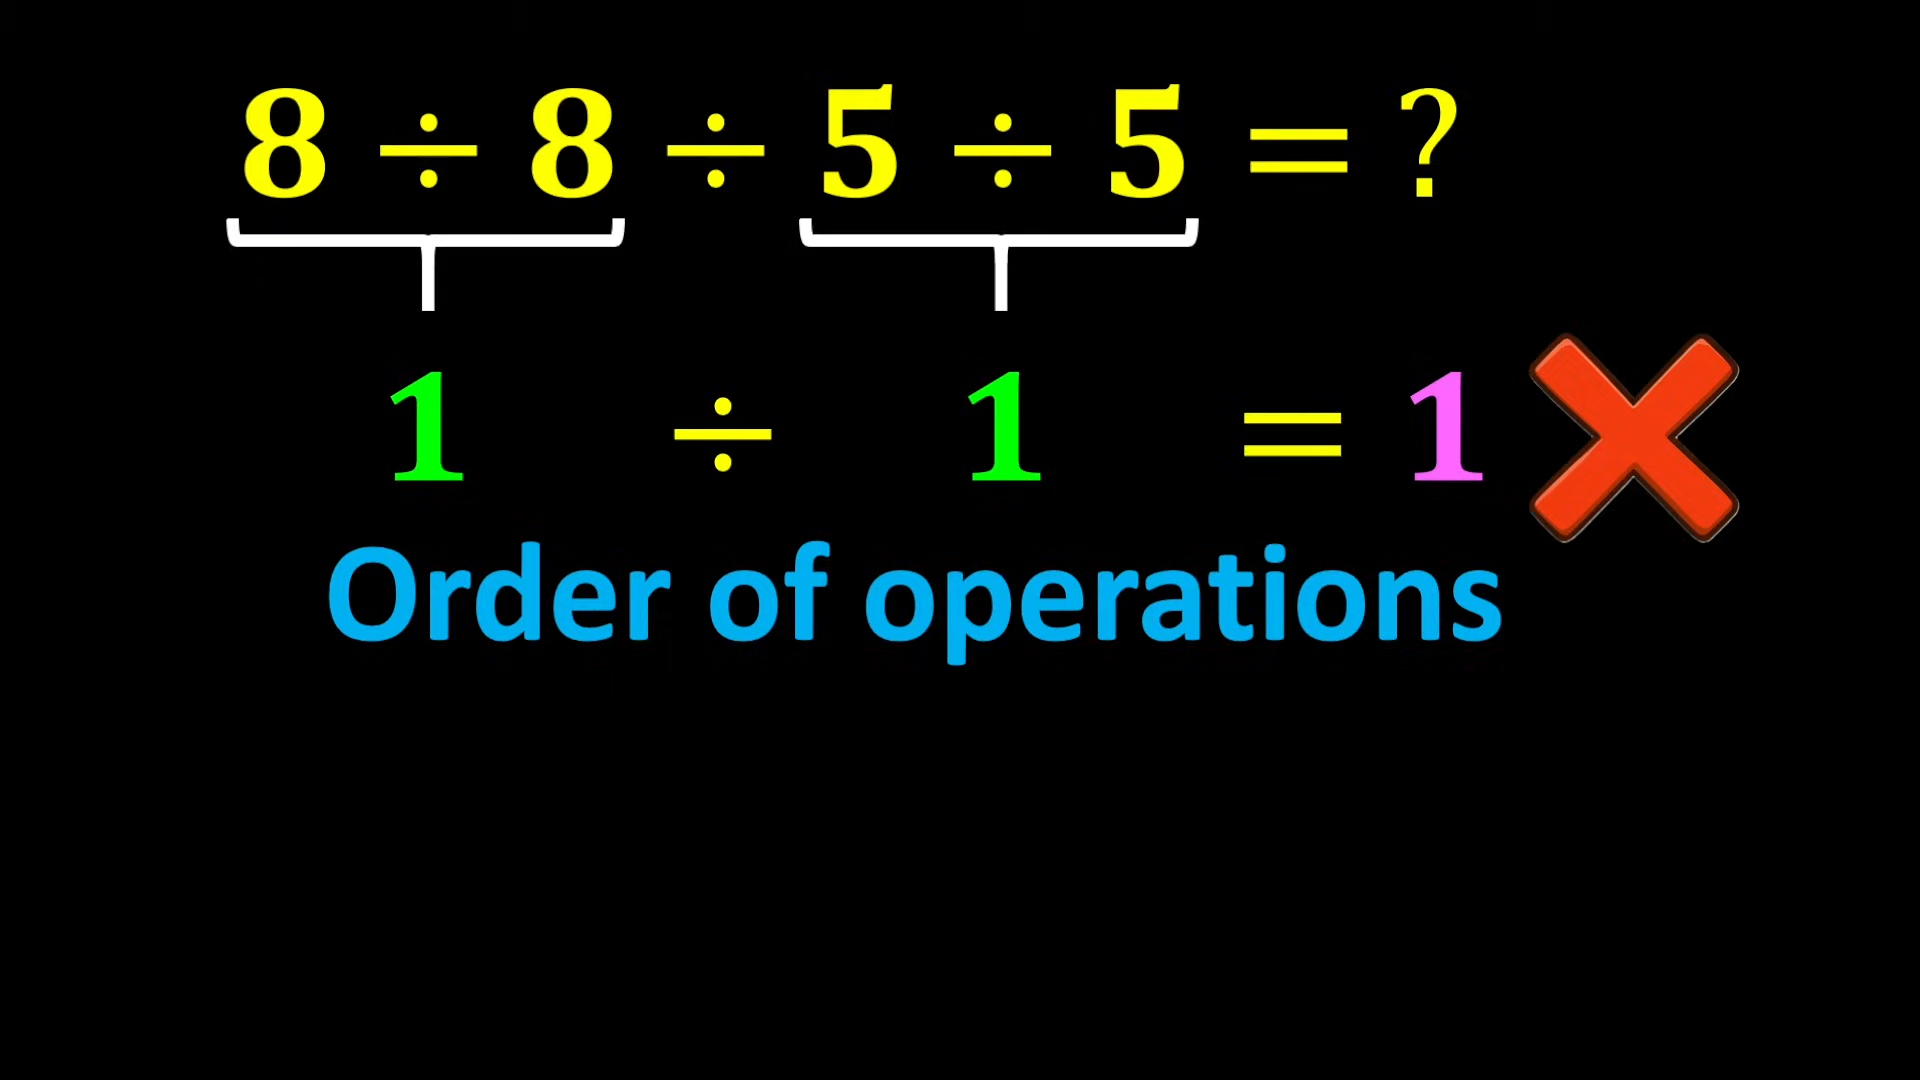 8 ÷ 8 ÷ 5 ÷ 5 = ?
1 ÷ 1 = 1
Order of operations